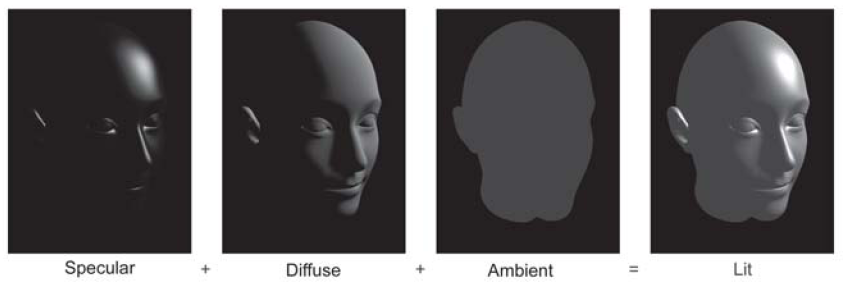 Specular + Diffuse + Ambient = Lit